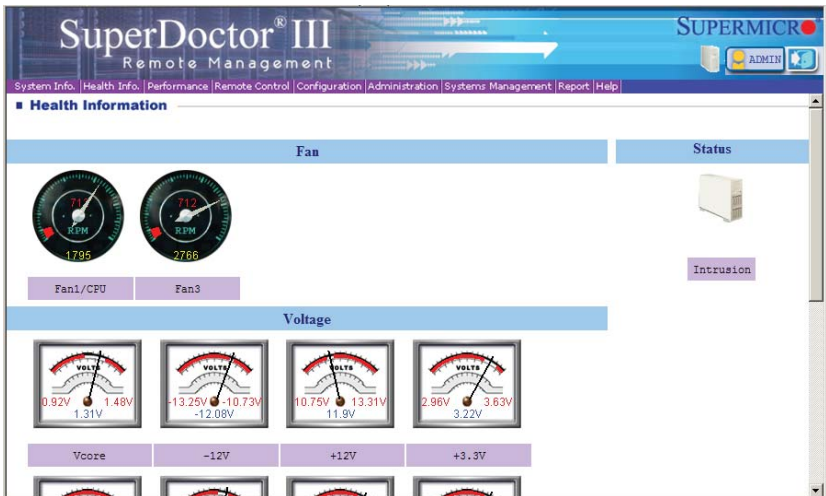 SuperDoctor® III
Remote Management
SUPERMICRO
ADMIN
System Info. Health Info. Performance Remote Control Configuration Administration Systems Management Report Help
Health Information
Fan
Status
712
RPM
1795
712
RPM
2766
Fan1/CPU Fan3
Intrusion
Voltage
VOLTS
0.92V 1.48V
1.31V
VOLTS
-13.25V -10.73V
-12.08V
VOLTS
10.75V 13.31V
11.9V
VOLTS
2.96V 3.63V
3.22V
Vcore -12V +12V +3.3V